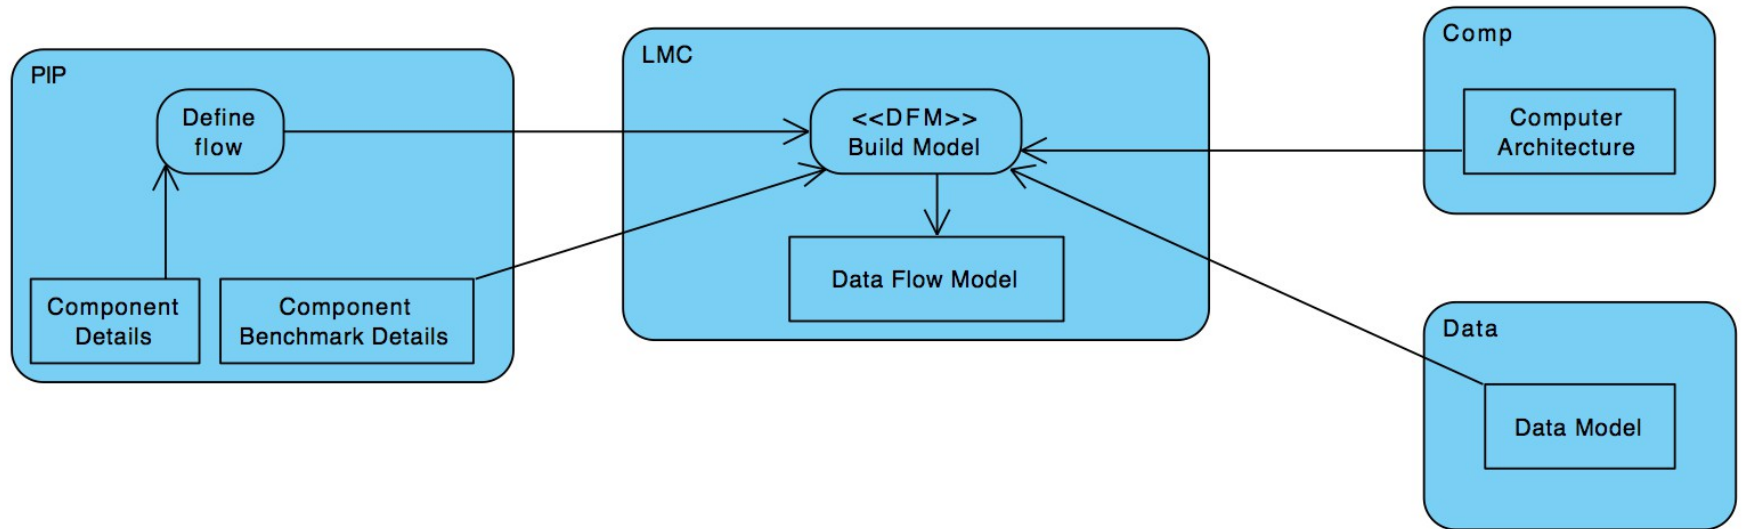 PIP
Define
flow
Component
Details
Component
Benchmark Details
LMC
<<DFM>>
Build Model
Data Flow Model
Comp
Computer
Architecture
Data
Data Model